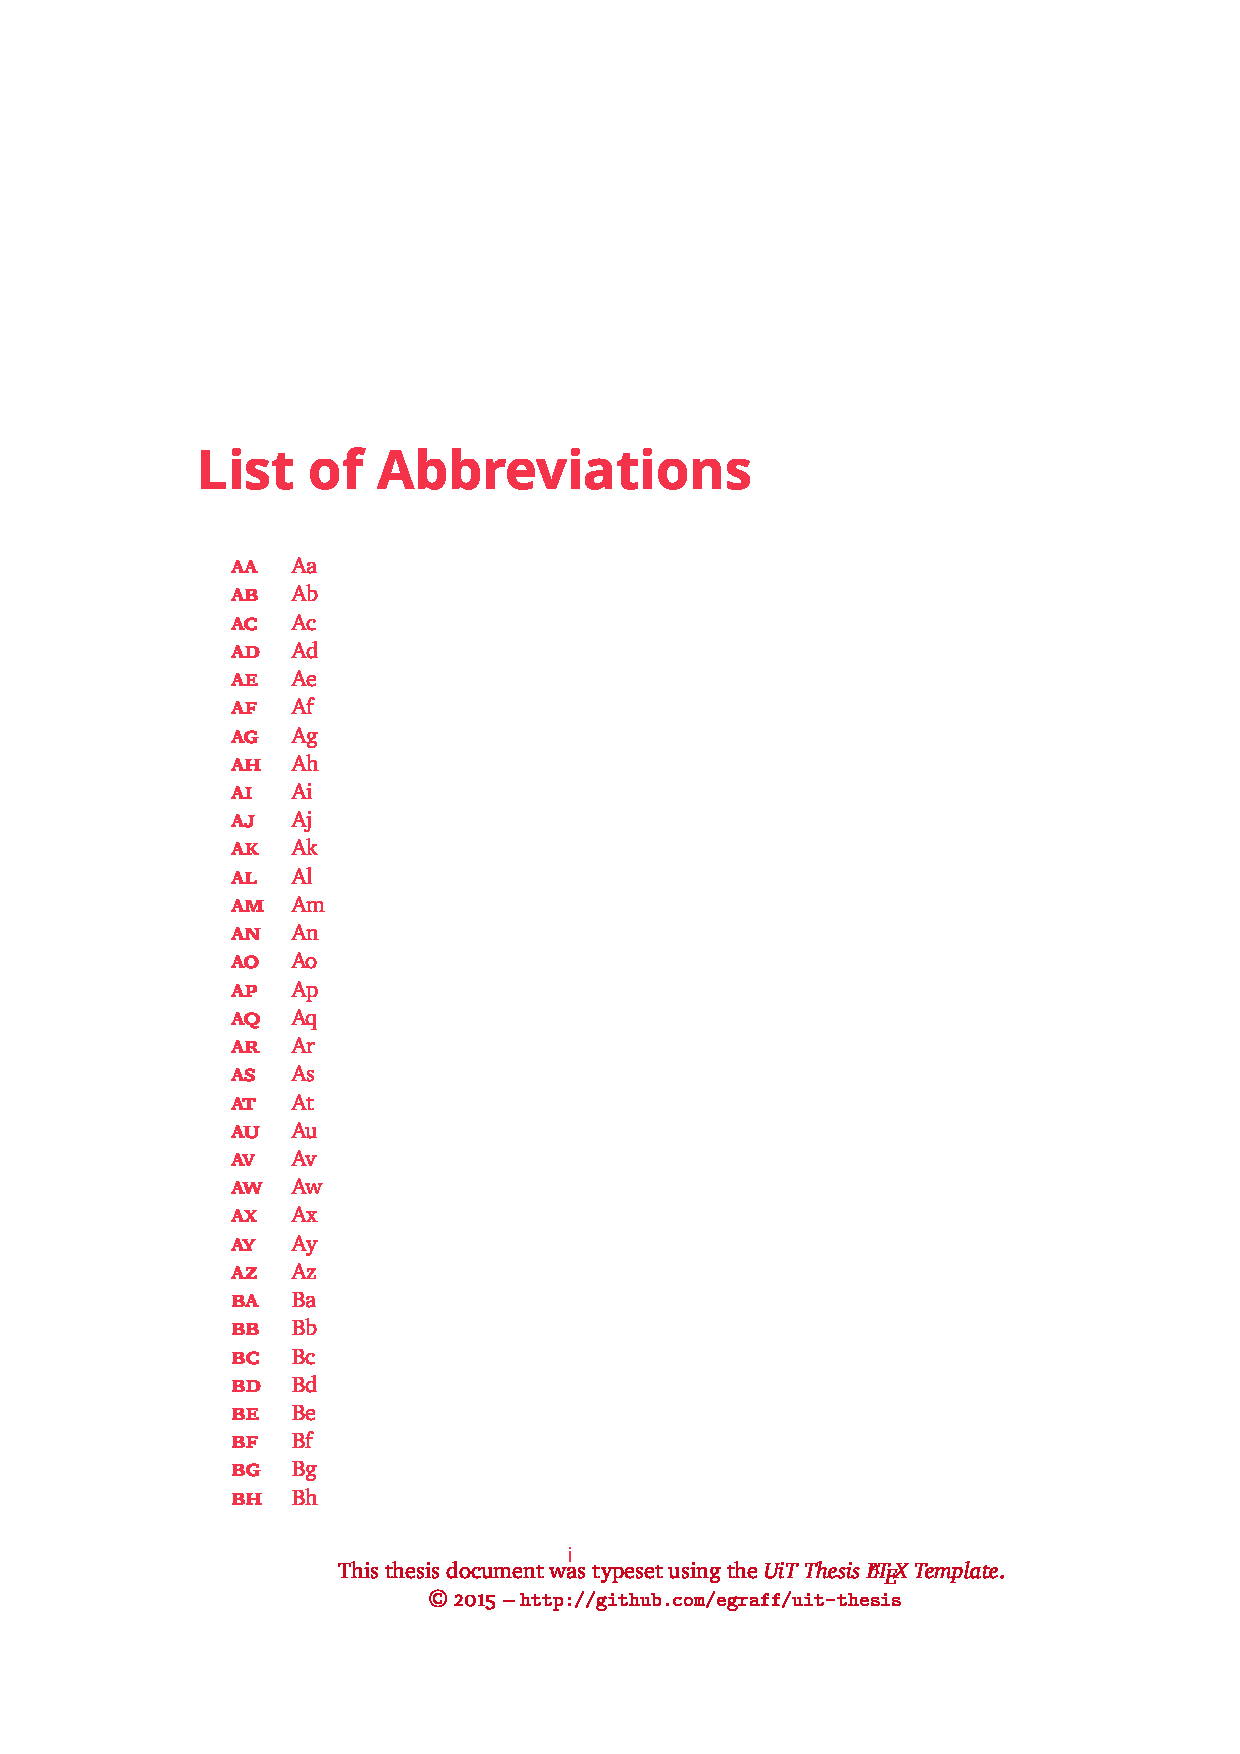 List of Abbreviations
AA Aa
AB Ab
AC Ac
AD Ad
AE Ae
AF Af
AG Ag
AH Ah
AI Ai
AJ Aj
AK Ak
AL Al
AM Am
AN An
AO Ao
AP Ap
AQ Aq
AR Ar
AS As
AT At
AU Au
AV Av
AW Aw
AX Ax
AY Ay
AZ Az
BA Ba
BB Bb
BC Bc
BD Bd
BE Be
BF Bf
BG Bg
BH Bh
i
This thesis document was typeset using the UiT Thesis LATEX Template.
© 2015 – http://github.com/egraff/uit-thesis